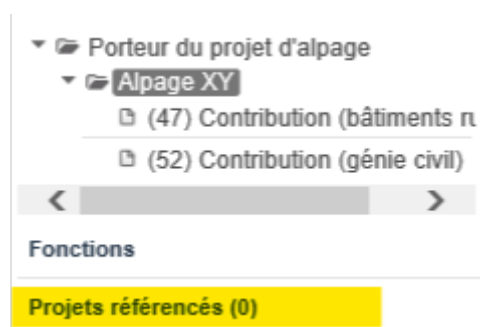 Porteur du projet d'alpage
Alpage XY
(47) Contribution (bâtiments
(52) Contribution (génie civil)
Fonctions
Projets référencés (0)